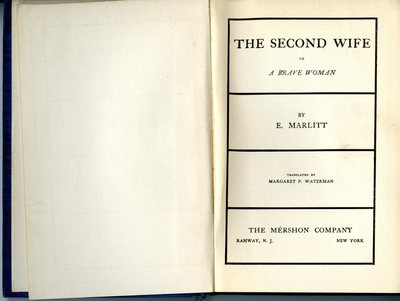 THE SECOND WIFE
OR
A BRAVE WOMAN
BY
E. MARLITT
TRANSLATED BY
MARGARET P. WATERMAN
THE MERSHON COMPANY
RAHWAY, N. J. NEW YORK